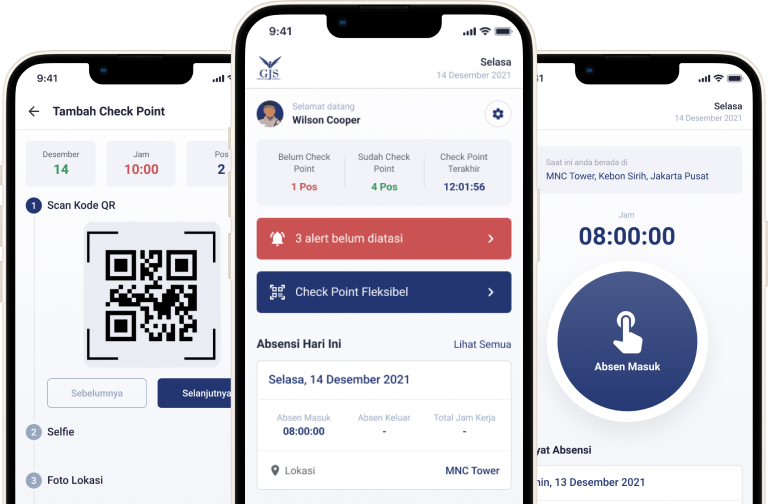 9:41
Tambah Check Point
Desember
14
Jam
10:00
Pos
2
1 Scan Kode QR
Sebelumnya
Selanjutnya
2 Selfie
3 Foto Lokasi
9:41
GJS
Selasa
14 Desember 2021
Selamat datang
Wilson Cooper
Belum Check
Point
1 Pos
Sudah Check
Point
4 Pos
Check Point
Terakhir
12:01:56
3 alert belum diatasi
Check Point Fleksibel
Absensi Hari Ini
Lihat Semua
Selasa, 14 Desember 2021
Absen Masuk
08:00:00
Absen Keluar
-
Total Jam Kerja
-
Lokasi
MNC Tower
Selasa
14 Desember 2021
Saat ini anda berada di
MNC Tower, Kebon Sirih, Jakarta Pusat
Jam
08:00:00
Absen Masuk
yat Absensi
nin, 13 Desember 2021